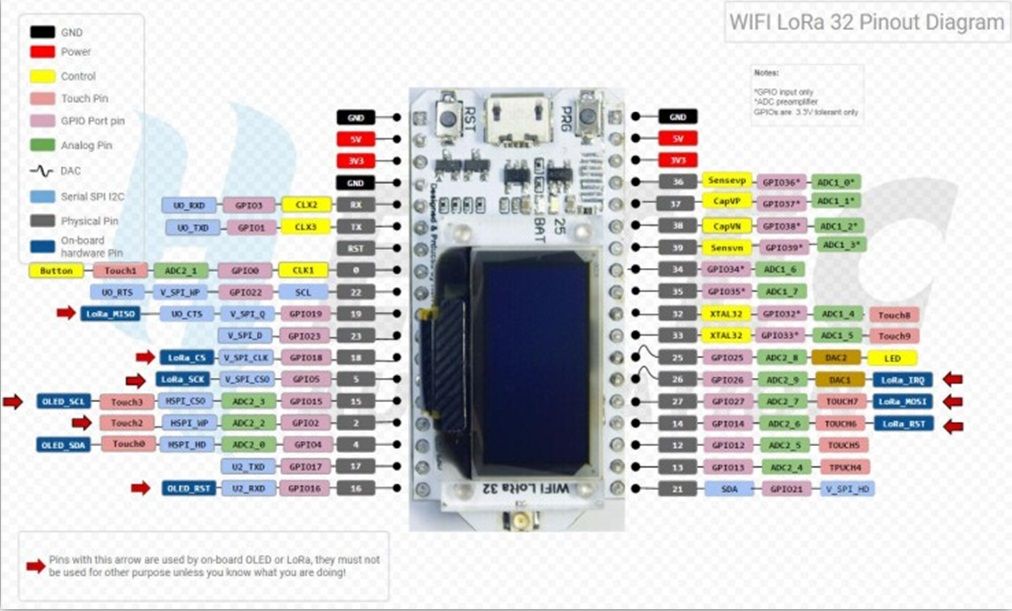 WIFI LoRa 32 Pinout Diagram
GND
Power
Control
Touch Pin
GPIO Port pin
Analog Pin
DAC
Serial SPI I2C
Physical Pin
On-board
hardware Pin
Notes:
*GPIO input only
*ADC preamplifier
GPIOs are 3.3V tolerant only
GND
5V
3V3
GND
UO_RXD GPIO3 CLK2 RX
UO_TXD GPIO1 CLK3 TX
RST
Button Touch1 ADC2_1 GPIO0 CLK1 0
UO_RTS V_SPI_WP GPIO22 SCL 22
LoRa_MISO UO_CTS V_SPI_Q GPIO19 19
V_SPI_D GPIO23 23
LoRa_CS V_SPI_CLK GPIO18 18
LoRa_SCK V_SPI_CS0 GPIO5 5
OLED_SCL Touch3 HSPI_CS0 ADC2_3 GPIO15 15
Touch2 HSPI_WP ADC2_2 GPIO2 2
OLED_SDA Touch0 HSPI_HD ADC2_0 GPIO4 4
U2_TXD GPIO17 17
OLED_RST U2_RXD GPIO16 16
RST
PRG
BAT
25
WIFI LoRa 32
GND
5V
3V3
36 Sensevp GPIO36* ADC1_0*
37 CapVP GPIO37* ADC1_1*
38 CapVN GPIO38* ADC1_2*
39 Sensvn GPIO39* ADC1_3*
34 GPIO34* ADC1_6
35 GPIO35* ADC1_7
32 XTAL32 GPIO32* ADC1_4 Touch8
33 XTAL32 GPIO33* ADC1_5 Touch9
25 GPIO25 ADC2_8 DAC2 LED
26 GPIO26 ADC2_9 DAC1 LoRa_IRQ
27 GPIO27 ADC2_7 TOUCH7 LoRa_MOSI
14 GPIO14 ADC2_6 TOUCH6 LoRa_RST
12 GPIO12 ADC2_5 TOUCH5
13 GPIO13 ADC2_4 TPUCH4
21 SDA GPIO21 V_SPI_HD
Pins with this arrow are used by on-board OLED or LoRa, they must not
be used for other purpose unless you know what you are doing!